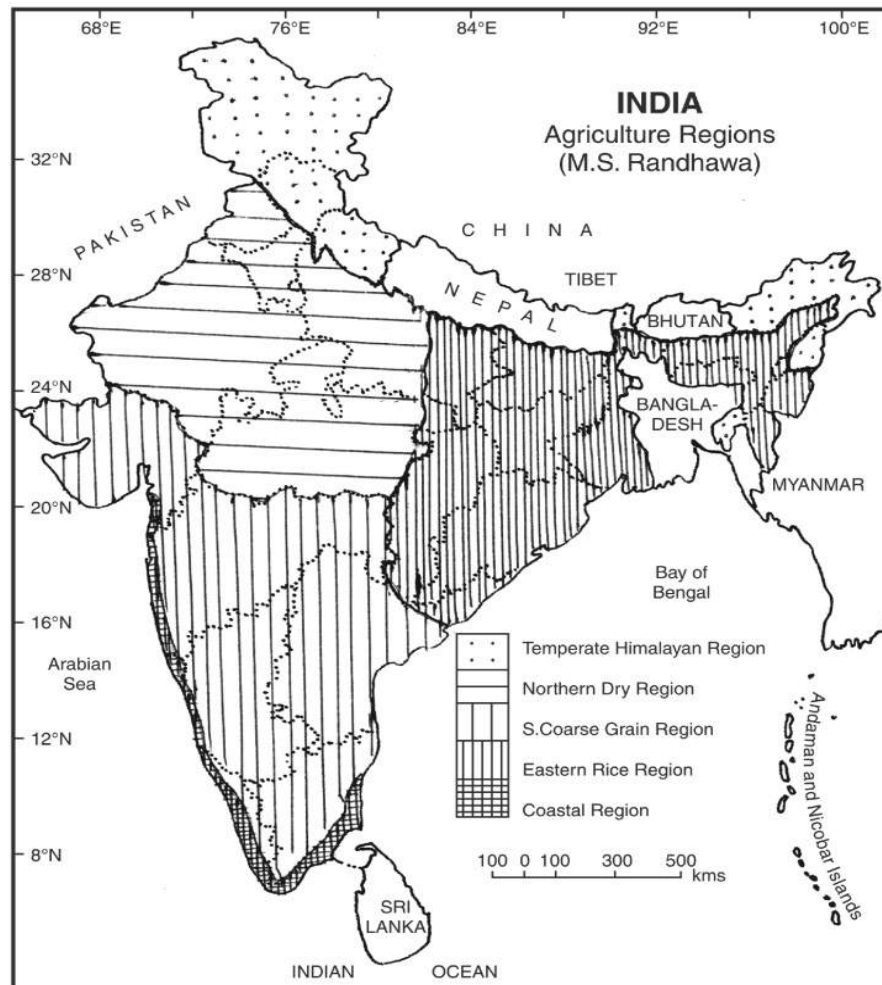 68°E 76°E 84°E 92°E 100°E
INDIA
Agriculture Regions
(M.S. Randhawa)
32°N
PAKISTAN
CHINA
28°N
TIBET
NEPAL
BHUTAN
24°N
BANGLA-
DESH
MYANMAR
20°N
Bay of
Bengal
16°N
Arabian
Sea
Temperate Himalayan Region
Northern Dry Region
S.Coarse Grain Region
Eastern Rice Region
Coastal Region
12°N
Andaman and Nicobar Islands
8°N
100 0 100 300 500
kms
SRI
LANKA
INDIAN OCEAN